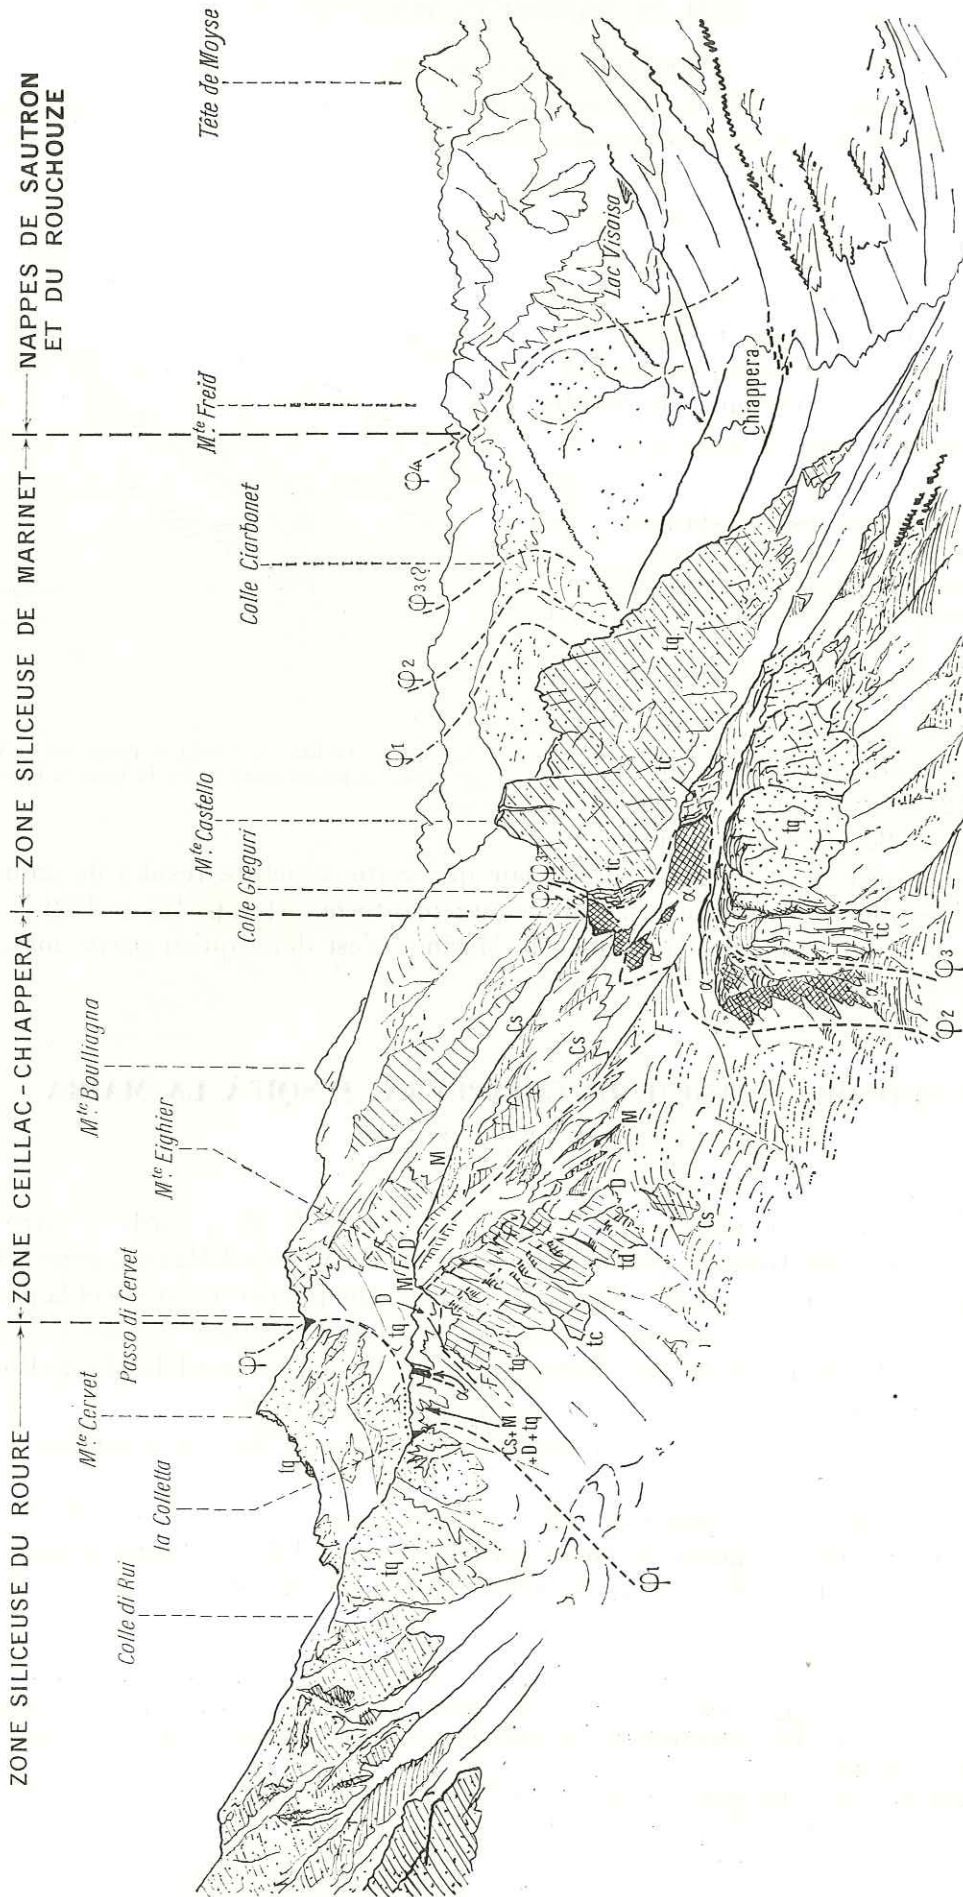 ZONE SILICEUSE DU ROURE
ZONE CEILLAC-CHIAPPERA
ZONE SILICEUSE DE MARINET
NAPPES DE SAUTRON
ET DU ROUCHOUZE
Colle di Rui
la Colletta
Mte. Cervet
Passo di Cervet
Mte. Eighier
Mte. Boulliagna
Colle Greguri
Mte. Castello
Colle Ciarbonet
Mte. Freid
Tête de Moyse
φ1
φ1
φ2
φ3(?)
φ4
φ2+φ3
Lac Visaisa
Chiappera
tq
tq
tq
D
M
F
D
M
Cs
Cs
α
tc
tc
tq
α
α
F
M
D
Cs
td
tc
tq
F
α
Cs+M
+D+tq
φ1
α
tc
tq
φ2
φ3